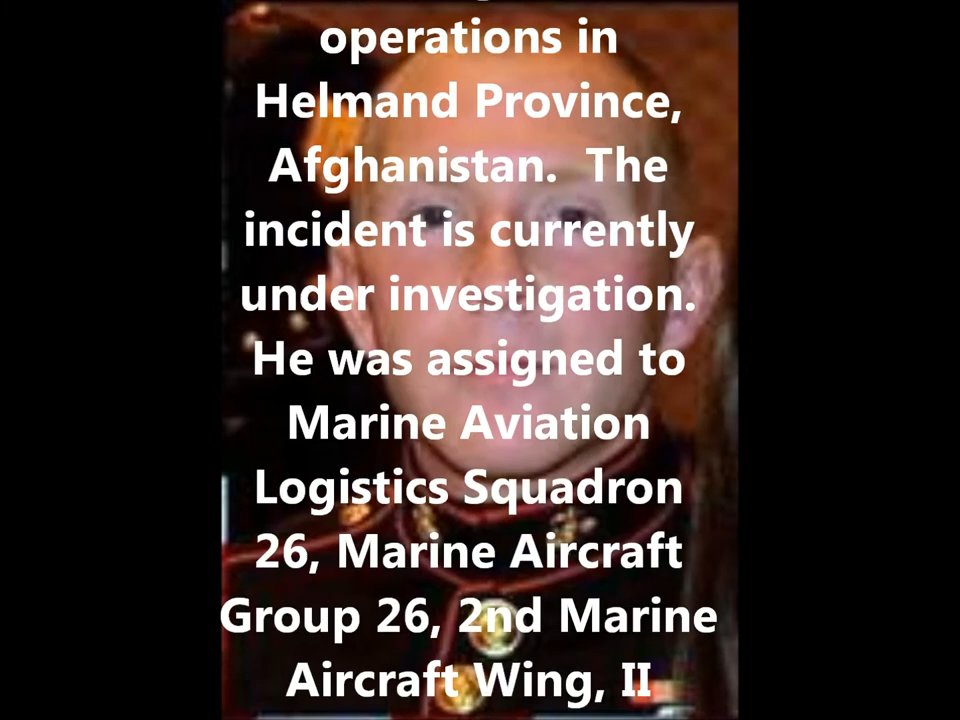 operations in
Helmand Province,
Afghanistan.  The
incident is currently
under investigation.
He was assigned to
Marine Aviation
Logistics Squadron
26, Marine Aircraft
Group 26, 2nd Marine
Aircraft Wing, II